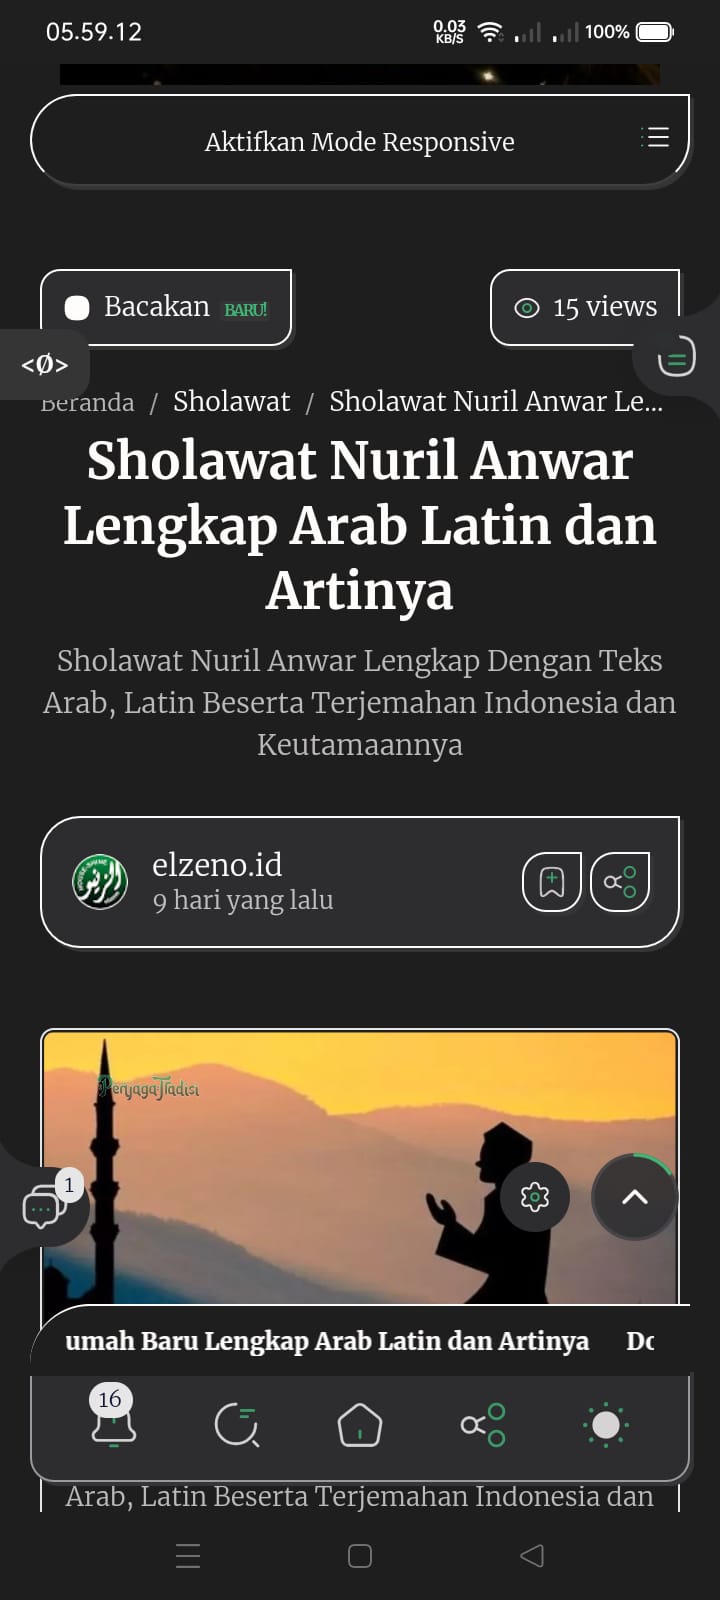 05.59.12
0.03
KB/S
100%
Aktifkan Mode Responsive
Bacakan BARU!
15 views
<Ø>
Beranda / Sholawat / Sholawat Nuril Anwar Le...
Sholawat Nuril Anwar
Lengkap Arab Latin dan
Artinya
Sholawat Nuril Anwar Lengkap Dengan Teks
Arab, Latin Beserta Terjemahan Indonesia dan
Keutamaannya
elzeno.id
9 hari yang lalu
PenjagaTradisi
1
umah Baru Lengkap Arab Latin dan Artinya Do
16
Arab, Latin Beserta Terjemahan Indonesia dan